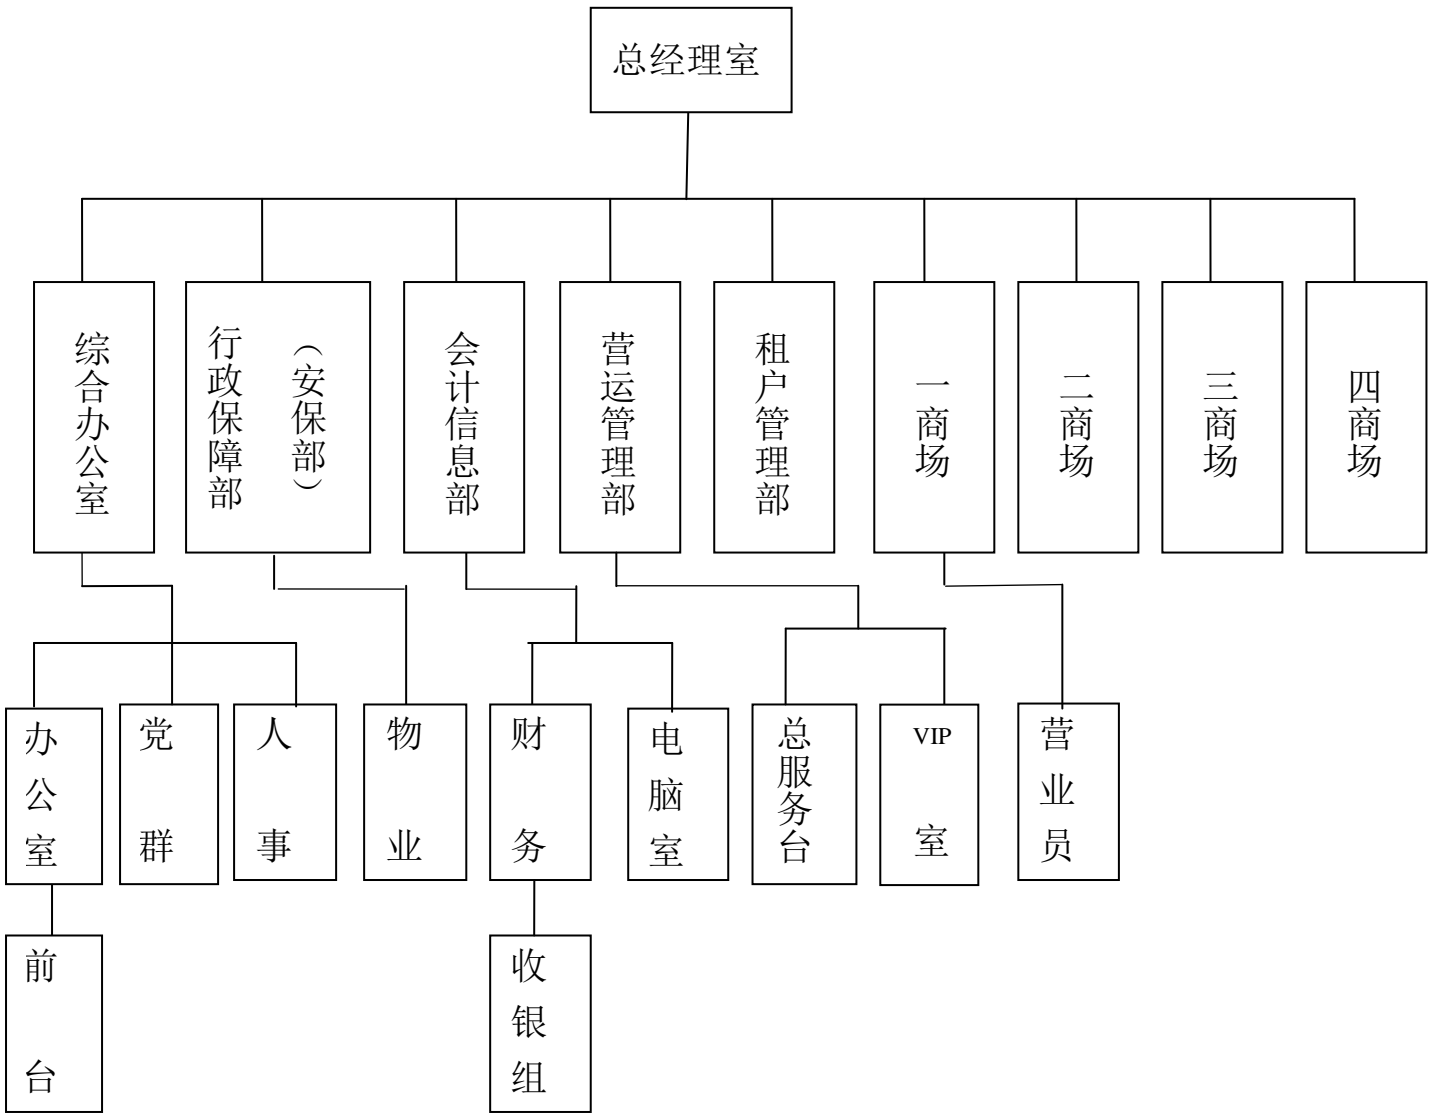 总经理室
综合办公室
行政保障部
（安保部）
会计信息部
营运管理部
租户管理部
一商场
二商场
三商场
四商场
办公室
党群
人事
物业
财务
电脑室
总服务台
VIP室
营业员
前台
收银组